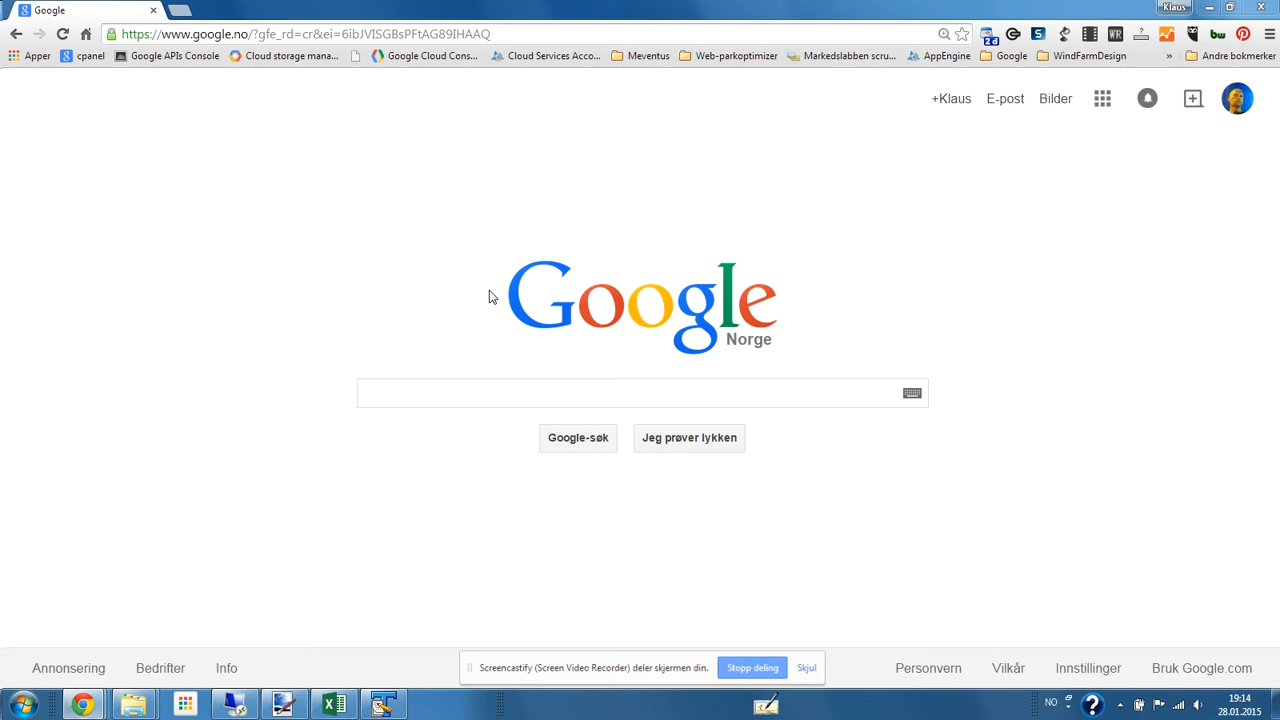 Google
Klaus
https://www.google.no/?gfe_rd=cr&ei=6ibJVISGBsPFtAG89IHAAQ
Apper cpanel Google APIs Console Cloud storage mana... Google Cloud Cons... Cloud Services Acco... Meventus Web-parkoptimizer Markedslabben scru... AppEngine Google WindFarmDesign » Andre bokmerker
+Klaus E-post Bilder
Google
Norge
Google-søk Jeg prøver lykken
Annonsering Bedrifter Info
Screencastify (Screen Video Recorder) deler skjermen din. Stopp deling Skjul
Personvern Vilkår Innstillinger Bruk Google.com
NO 19:14
28.01.2015